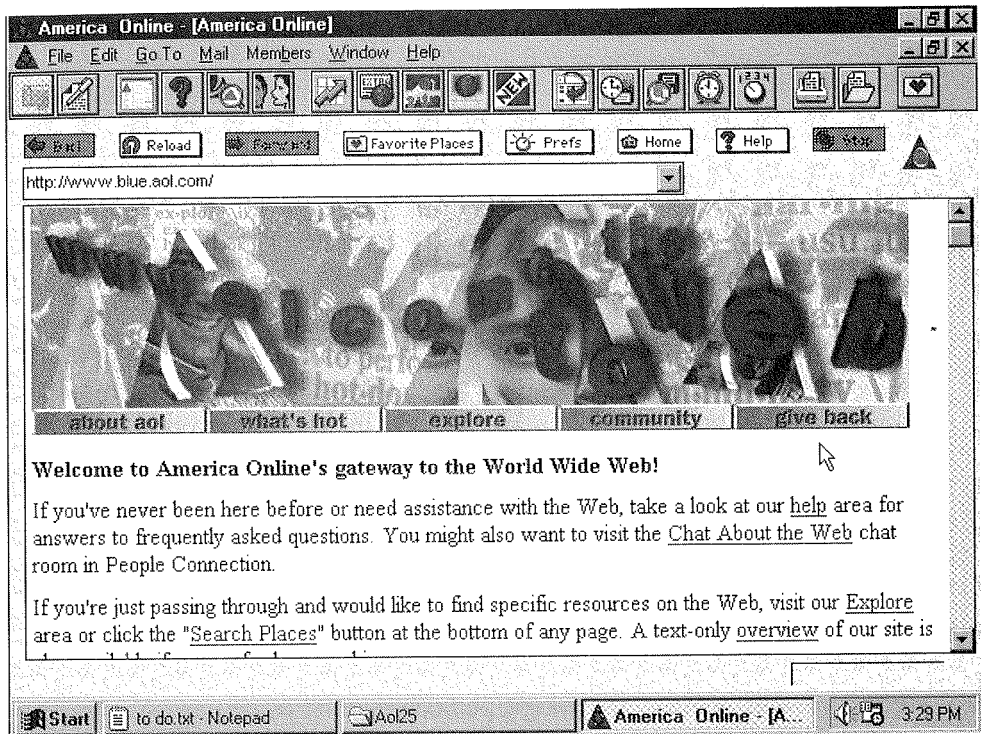 America Online - [America Online]
File Edit Go To Mail Members Window Help
Reload Forward Favorite Places Prefs Home Help Stop
http://www.blue.aol.com/
about aol what's hot explore community give back
Welcome to America Online's gateway to the World Wide Web!
If you've never been here before or need assistance with the Web, take a look at our help area for
answers to frequently asked questions. You might also want to visit the Chat About the Web chat
room in People Connection.
If you're just passing through and would like to find specific resources on the Web, visit our Explore
area or click the "Search Places" button at the bottom of any page. A text-only overview of our site is
Start to do.txt - Notepad Aol25 America Online - [A... 3:29 PM